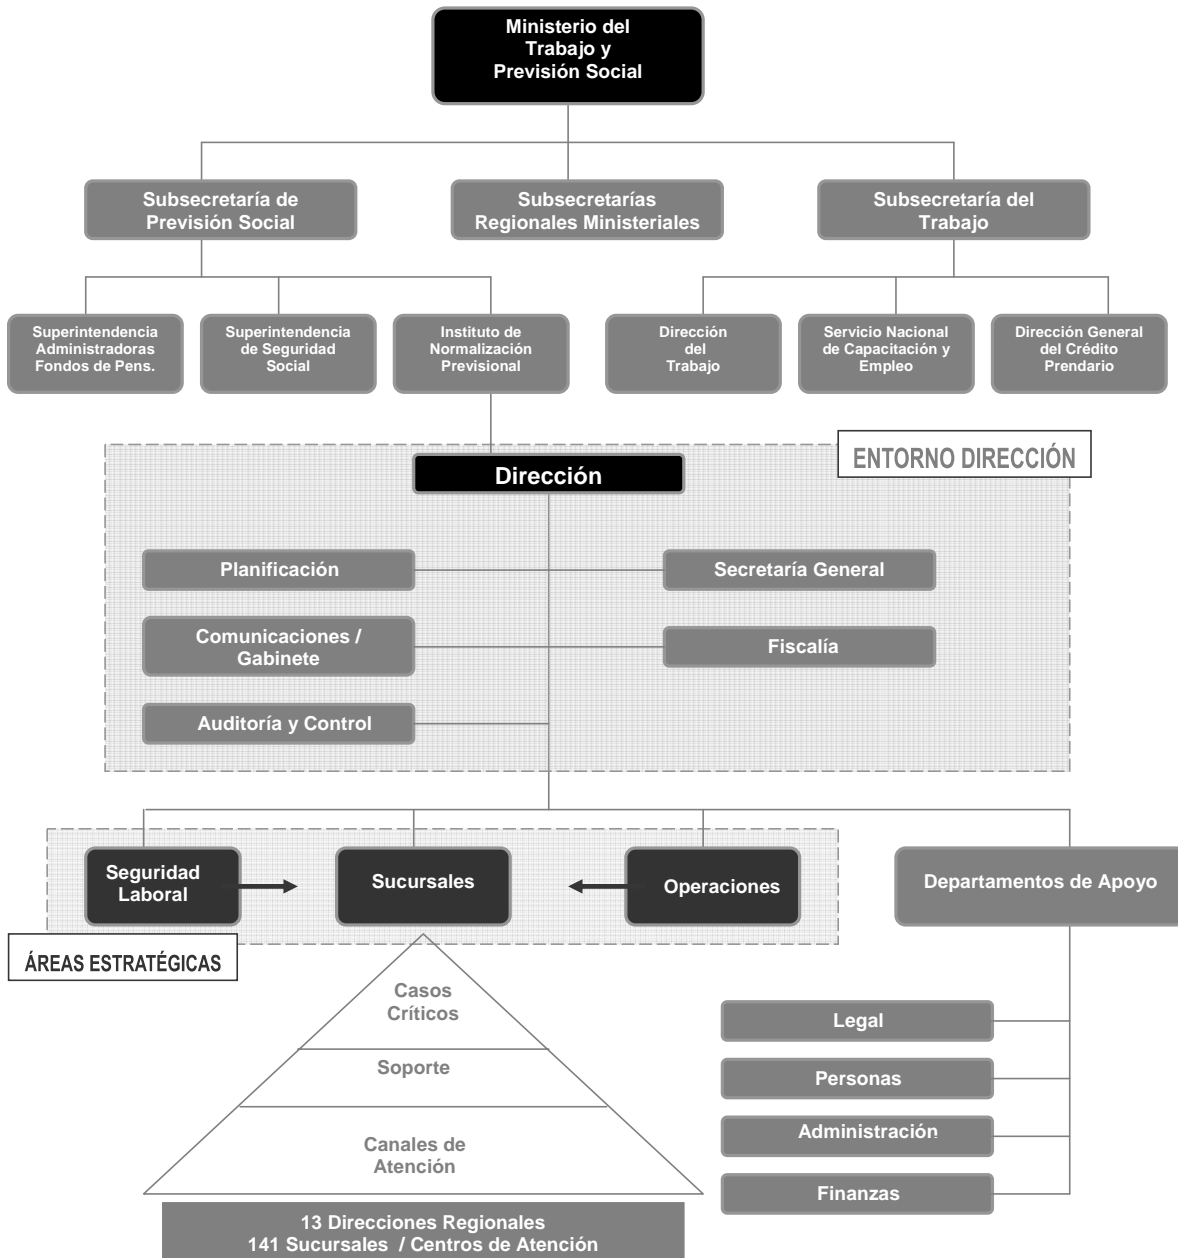 Ministerio del
Trabajo y
Previsión Social
Subsecretaría de
Previsión Social
Subsecretarías
Regionales Ministeriales
Subsecretaría del
Trabajo
Superintendencia
Administradoras
Fondos de Pens.
Superintendencia
de Seguridad
Social
Instituto de
Normalización
Previsional
Dirección
del
Trabajo
Servicio Nacional
de Capacitación y
Empleo
Dirección General
del Crédito
Prendario
ENTORNO DIRECCIÓN
Dirección
Planificación
Secretaría General
Comunicaciones /
Gabinete
Fiscalía
Auditoría y Control
Seguridad
Laboral
Sucursales
Operaciones
Departamentos de Apoyo
ÁREAS ESTRATÉGICAS
Casos
Críticos
Soporte
Canales de
Atención
Legal
Personas
Administración
Finanzas
13 Direcciones Regionales
141 Sucursales / Centros de Atención